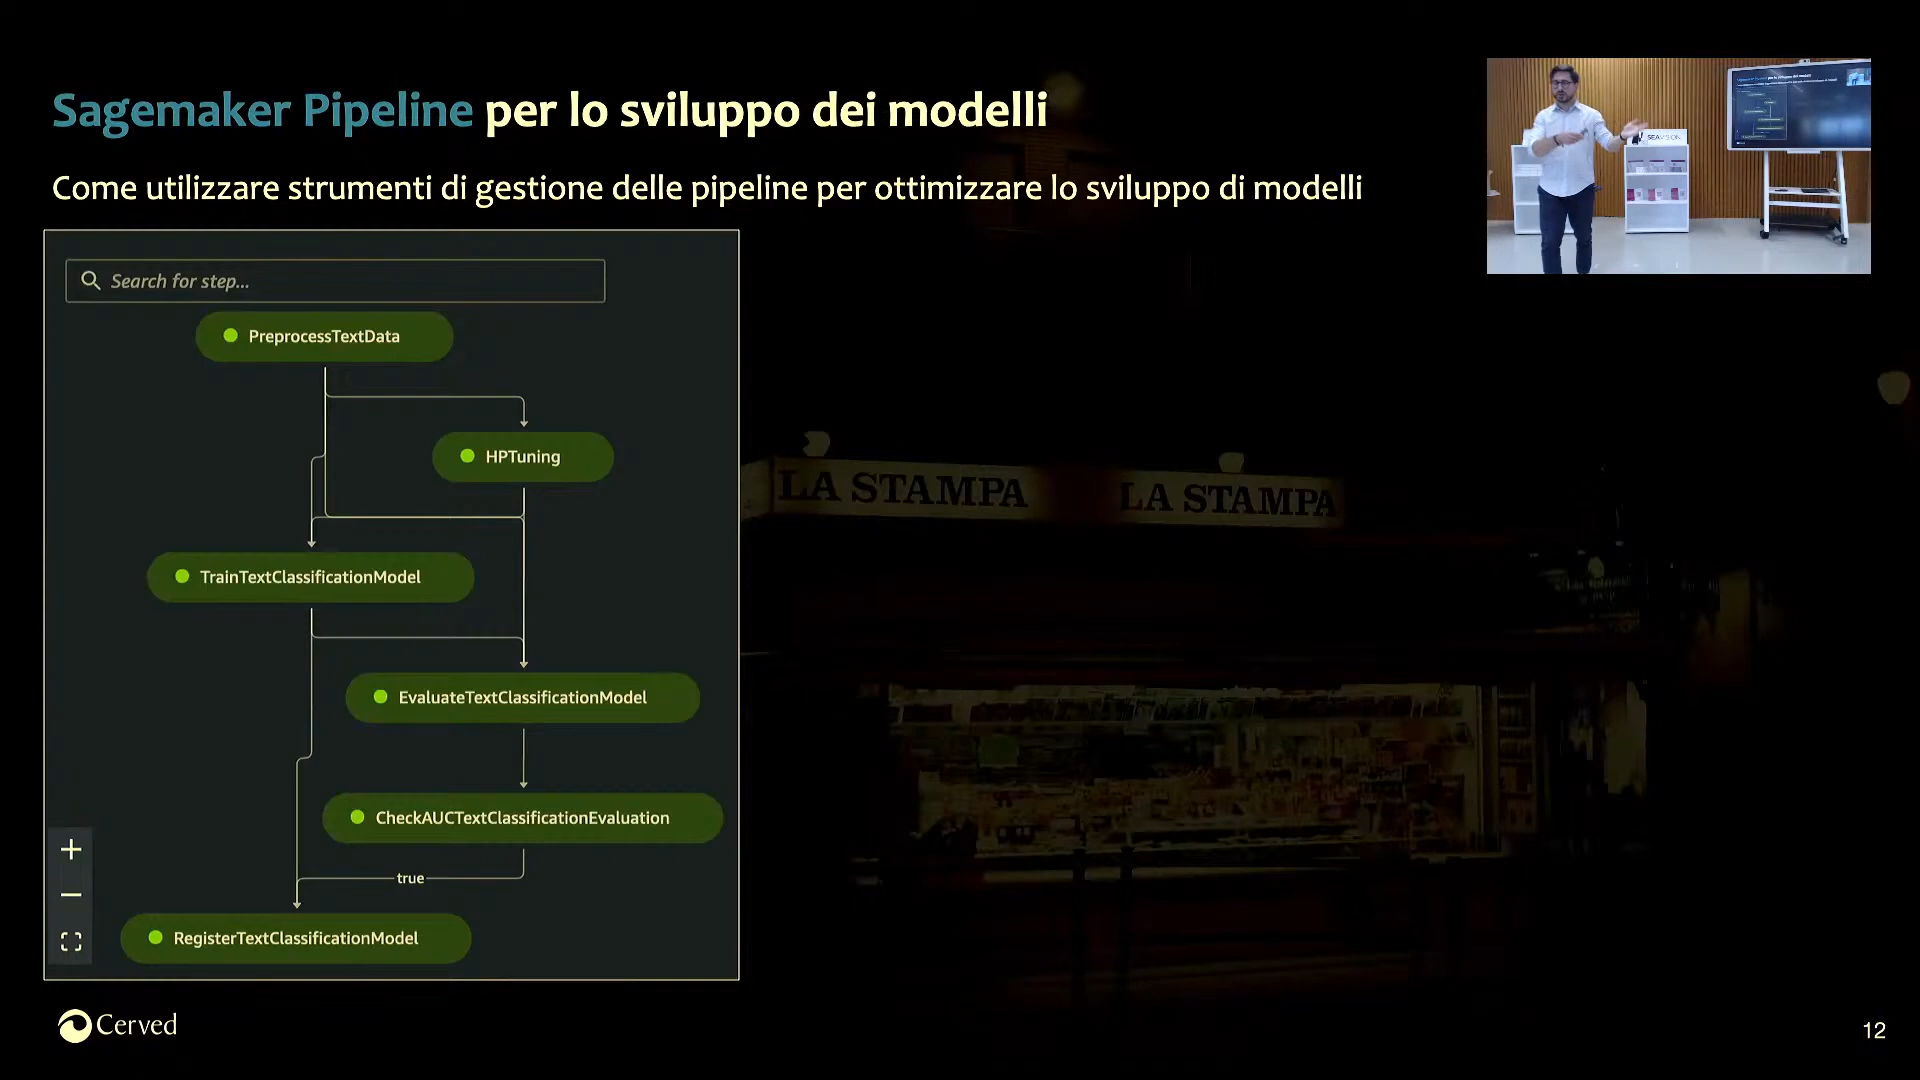 Sagemaker Pipeline per lo sviluppo dei modelli
Come utilizzare strumenti di gestione delle pipeline per ottimizzare lo sviluppo di modelli
Search for step...
PreprocessTextData
HPTuning
TrainTextClassificationModel
EvaluateTextClassificationModel
CheckAUCTextClassificationEvaluation
true
RegisterTextClassificationModel
LA STAMPA
LA STAMPA
Cerved
12